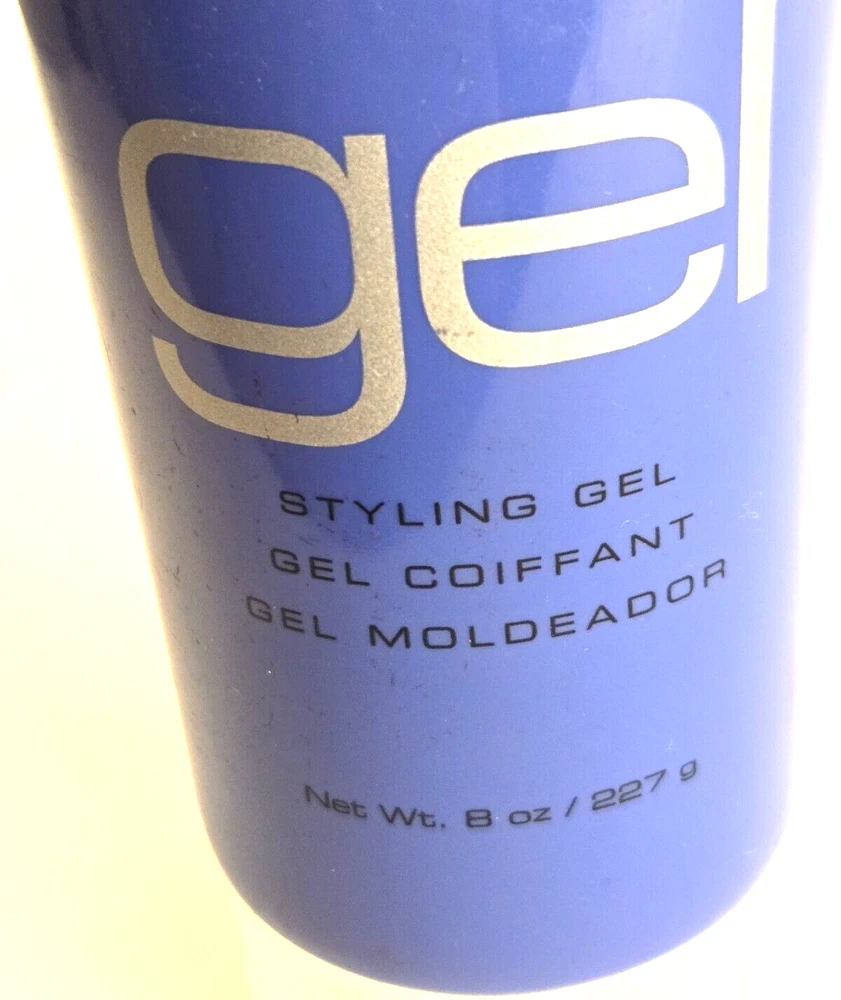 gel
STYLING GEL
GEL COIFFANT
GEL MOLDEADOR
Net Wt. 8 oz / 227 g